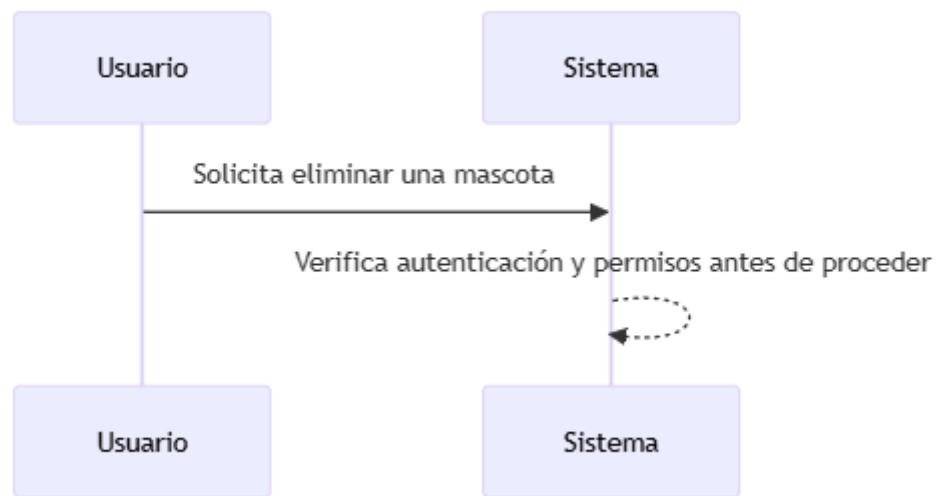 Usuario
Sistema
Solicita eliminar una mascota
Verifica autenticación y permisos antes de proceder
Usuario
Sistema